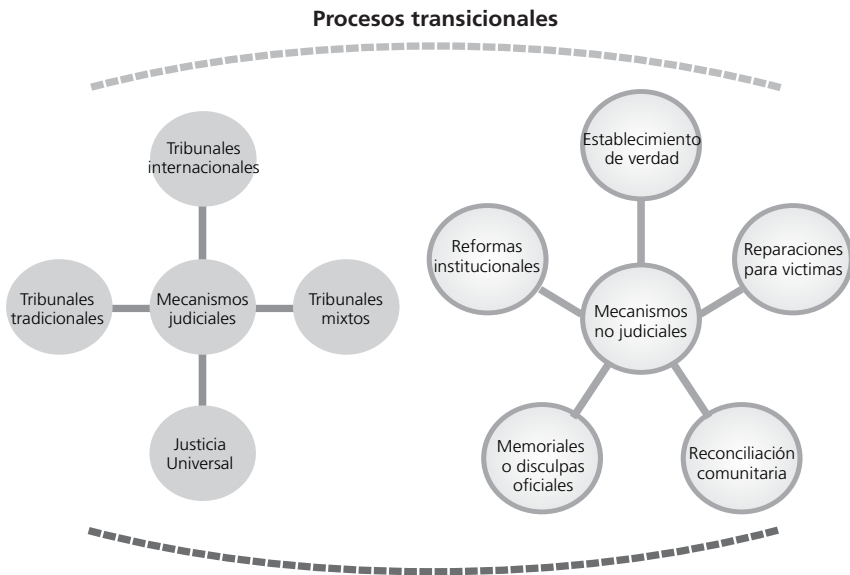 Procesos transicionales
Tribunales
internacionales
Tribunales
tradicionales
Mecanismos
judiciales
Tribunales
mixtos
Justicia
Universal
Establecimiento
de verdad
Reformas
institucionales
Reparaciones
para victimas
Mecanismos
no judiciales
Memoriales
o disculpas
oficiales
Reconciliación
comunitaria